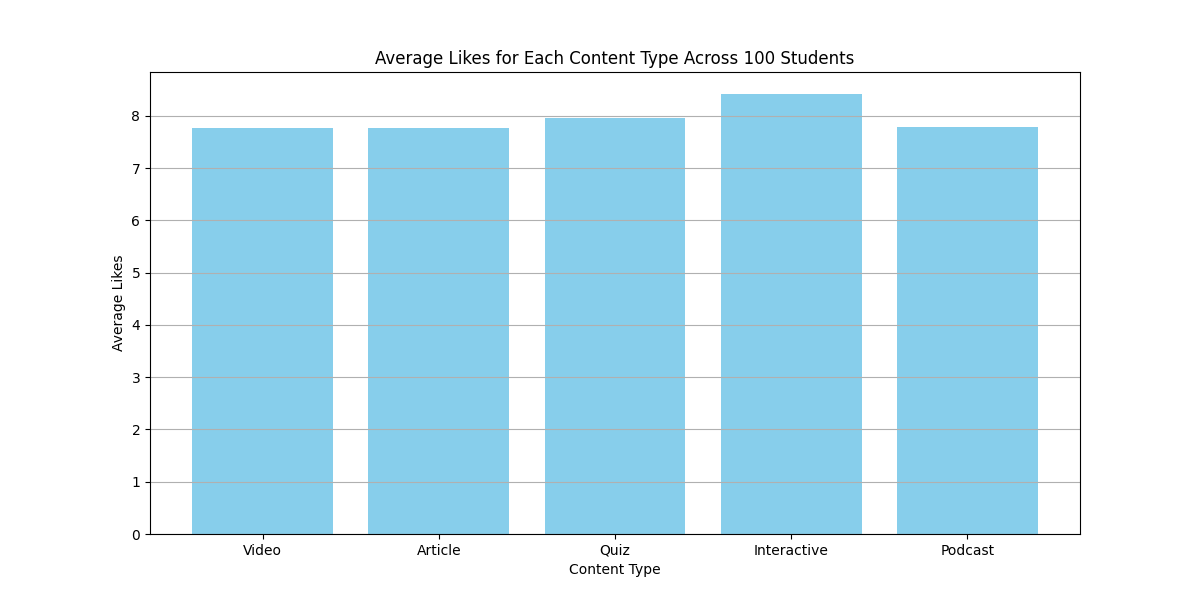 Average Likes for Each Content Type Across 100 Students
Average Likes
8
7
6
5
4
3
2
1
0
Video
Article
Quiz
Interactive
Podcast
Content Type